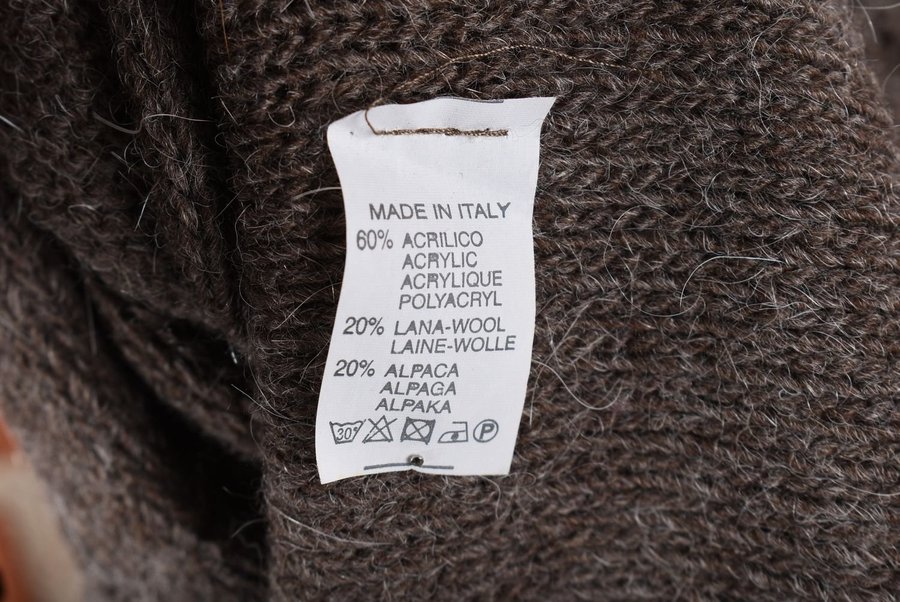 MADE IN ITALY
60% ACRILICO
ACRYLIC
ACRYLIQUE
POLYACRYL
20% LANA-WOOL
LAINE-WOLLE
20% ALPACA
ALPAGA
ALPAKA
30° P